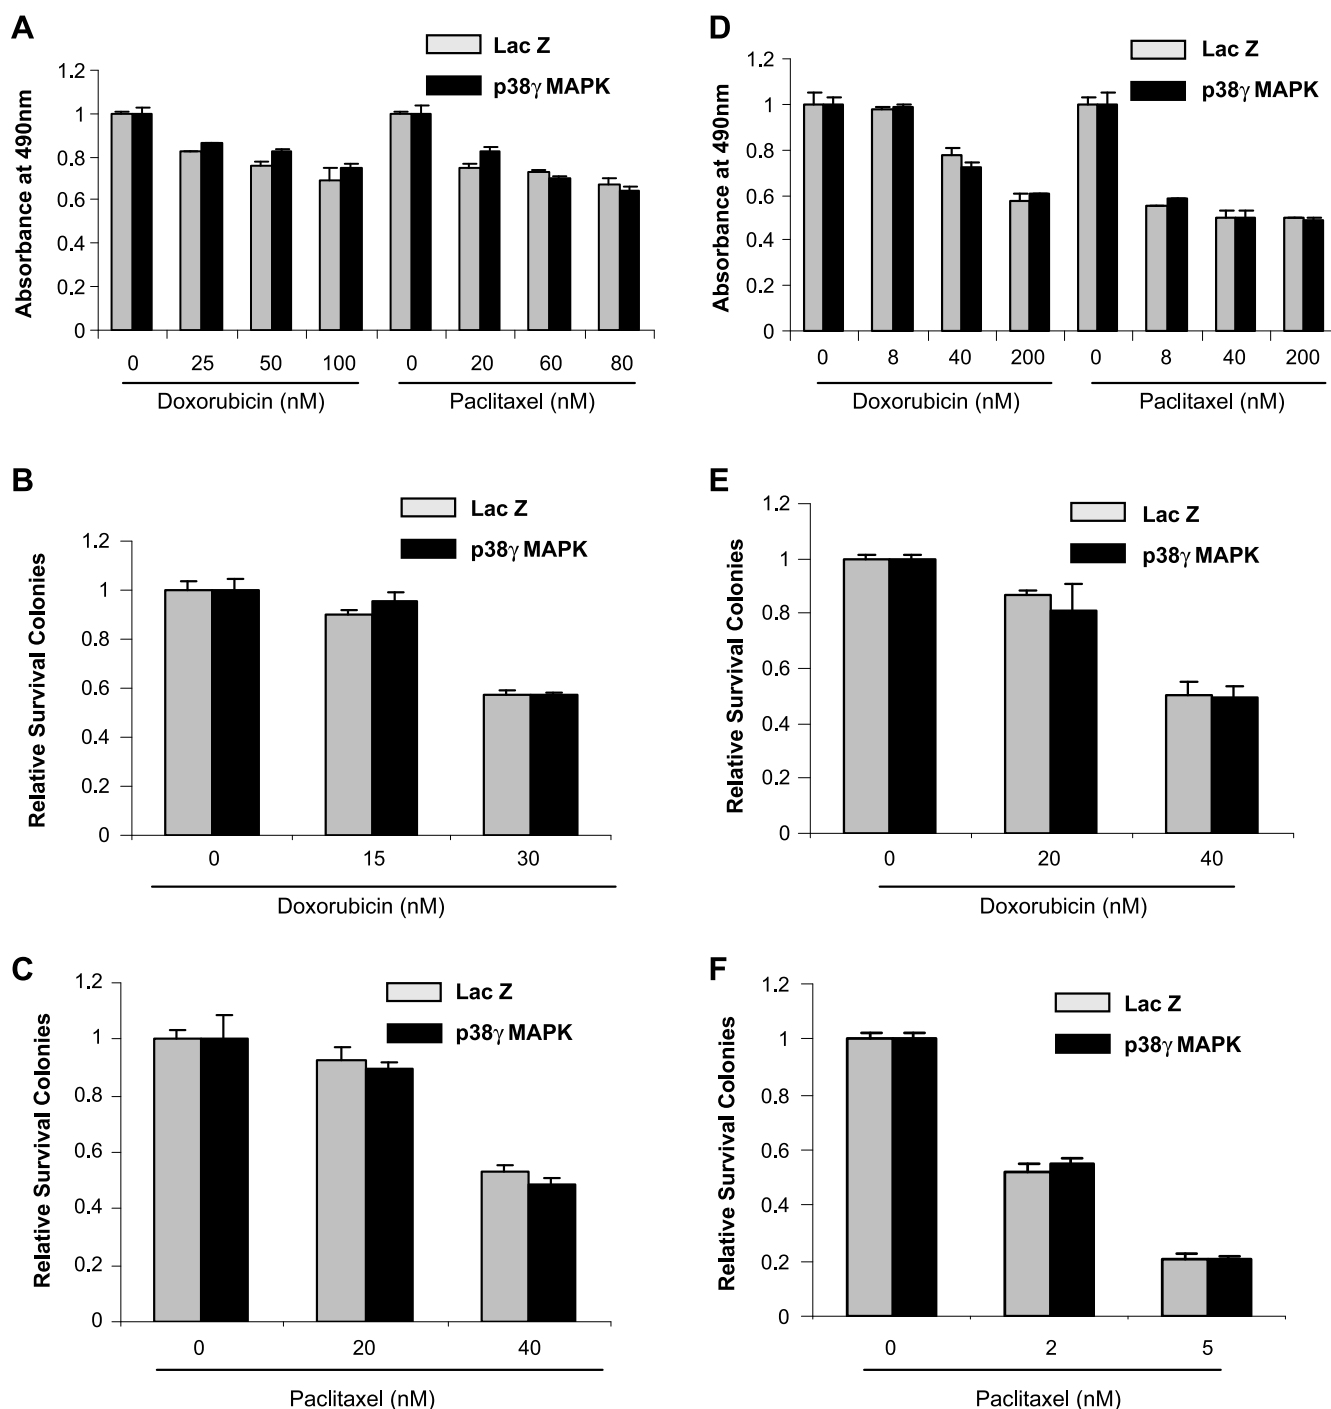 A
Lac Z
p38γ MAPK
Absorbance at 490nm
1.2
1
0.8
0.6
0.4
0.2
0
0 25 50 100 0 20 60 80
Doxorubicin (nM) Paclitaxel (nM)
D
Lac Z
p38γ MAPK
Absorbance at 490nm
1.2
1
0.8
0.6
0.4
0.2
0
0 8 40 200 0 8 40 200
Doxorubicin (nM) Paclitaxel (nM)
B
Lac Z
p38γ MAPK
Relative Survival Colonies
1.2
1
0.8
0.6
0.4
0.2
0
0 15 30
Doxorubicin (nM)
E
Lac Z
p38γ MAPK
Relative Survival Colonies
1.2
1
0.8
0.6
0.4
0.2
0
0 20 40
Doxorubicin (nM)
C
Lac Z
p38γ MAPK
Relative Survival Colonies
1.2
1
0.8
0.6
0.4
0.2
0
0 20 40
Paclitaxel (nM)
F
Lac Z
p38γ MAPK
Relative Survival Colonies
1.2
1
0.8
0.6
0.4
0.2
0
0 2 5
Paclitaxel (nM)